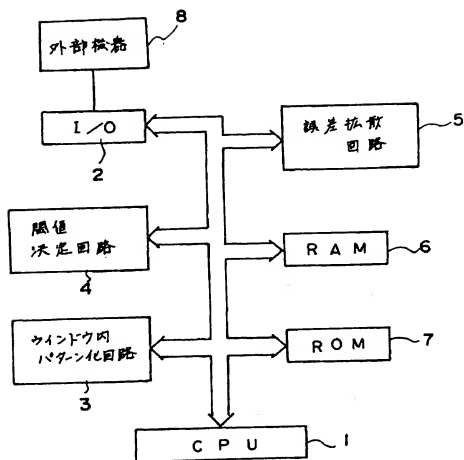 8
外部機器
I/O
2
誤差拡散
回路
5
閾値
決定回路
4
RAM
6
ウインドウ内
パターン化回路
3
ROM
7
CPU
1